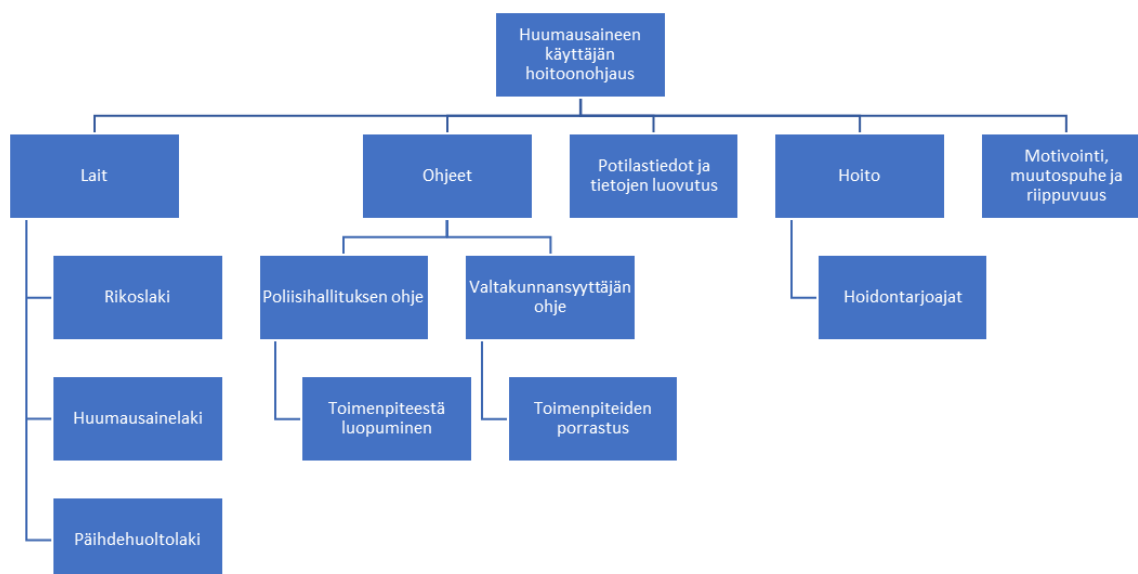 Huumausaineen
käyttäjän
hoitoonohjaus
Lait
Ohjeet
Potilastiedot ja
tietojen luovutus
Hoito
Motivointi,
muutospuhe ja
riippuvuus
Rikoslaki
Poliisihallituksen ohje
Valtakunnansyyttäjän
ohje
Hoidontarjoajat
Huumausainelaki
Toimenpiteestä
luopuminen
Toimenpiteiden
porrastus
Päihdehuoltolaki